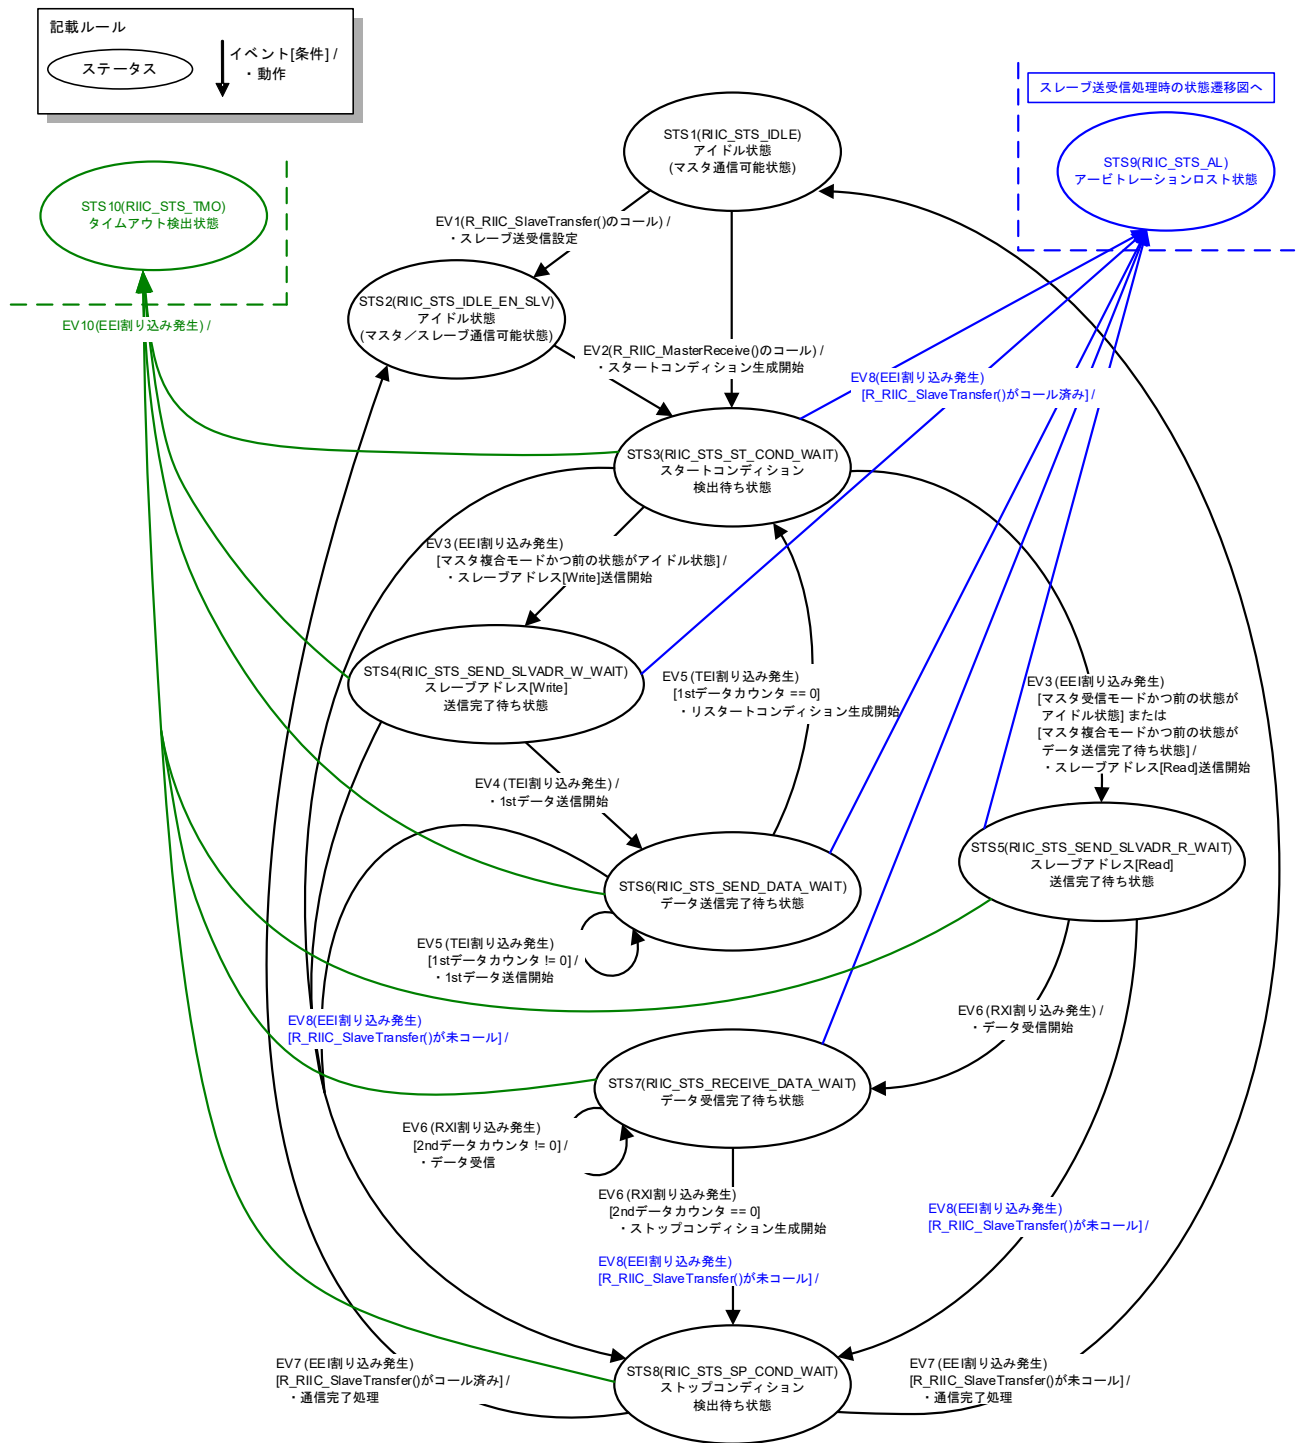 記載ルール
ステータス
イベント[条件] /
・動作
スレーブ送受信処理時の状態遷移図へ
STS1(RIIC_STS_IDLE)
アイドル状態
(マスタ通信可能状態)
STS9(RIIC_STS_AL)
アービトレーションロスト状態
STS10(RIIC_STS_TMO)
タイムアウト検出状態
EV1(R_RIIC_SlaveTransfer()のコール) /
・スレーブ送受信設定
STS2(RIIC_STS_IDLE_EN_SLV)
アイドル状態
(マスタ／スレーブ通信可能状態)
EV10(EEI割り込み発生) /
EV2(R_RIIC_MasterReceive()のコール) /
・スタートコンディション生成開始
EV8(EEI割り込み発生)
[R_RIIC_SlaveTransfer()がコール済み] /
STS3(RIIC_STS_ST_COND_WAIT)
スタートコンディション
検出待ち状態
EV3 (EEI割り込み発生)
[マスタ複合モードかつ前の状態がアイドル状態] /
・スレーブアドレス[Write]送信開始
STS4(RIIC_STS_SEND_SLVADR_W_WAIT)
スレーブアドレス[Write]
送信完了待ち状態
EV5 (TEI割り込み発生)
[1stデータカウンタ == 0]
・リスタートコンディション生成開始
EV3 (EEI割り込み発生)
[マスタ受信モードかつ前の状態が
アイドル状態] または
[マスタ複合モードかつ前の状態が
データ送信完了待ち状態] /
・スレーブアドレス[Read]送信開始
EV4 (TEI割り込み発生) /
・1stデータ送信開始
STS5(RIIC_STS_SEND_SLVADR_R_WAIT)
スレーブアドレス[Read]
送信完了待ち状態
STS6(RIIC_STS_SEND_DATA_WAIT)
データ送信完了待ち状態
EV5 (TEI割り込み発生)
[1stデータカウンタ != 0] /
・1stデータ送信開始
EV8(EEI割り込み発生)
[R_RIIC_SlaveTransfer()が未コール] /
EV6 (RXI割り込み発生) /
・データ受信開始
STS7(RIIC_STS_RECEIVE_DATA_WAIT)
データ受信完了待ち状態
EV6 (RXI割り込み発生)
[2ndデータカウンタ != 0] /
・データ受信
EV6 (RXI割り込み発生)
[2ndデータカウンタ == 0]
・ストップコンディション生成開始
EV8(EEI割り込み発生)
[R_RIIC_SlaveTransfer()が未コール] /
EV8(EEI割り込み発生)
[R_RIIC_SlaveTransfer()が未コール] /
EV7 (EEI割り込み発生)
[R_RIIC_SlaveTransfer()がコール済み] /
・通信完了処理
STS8(RIIC_STS_SP_COND_WAIT)
ストップコンディション
検出待ち状態
EV7 (EEI割り込み発生)
[R_RIIC_SlaveTransfer()が未コール] /
・通信完了処理